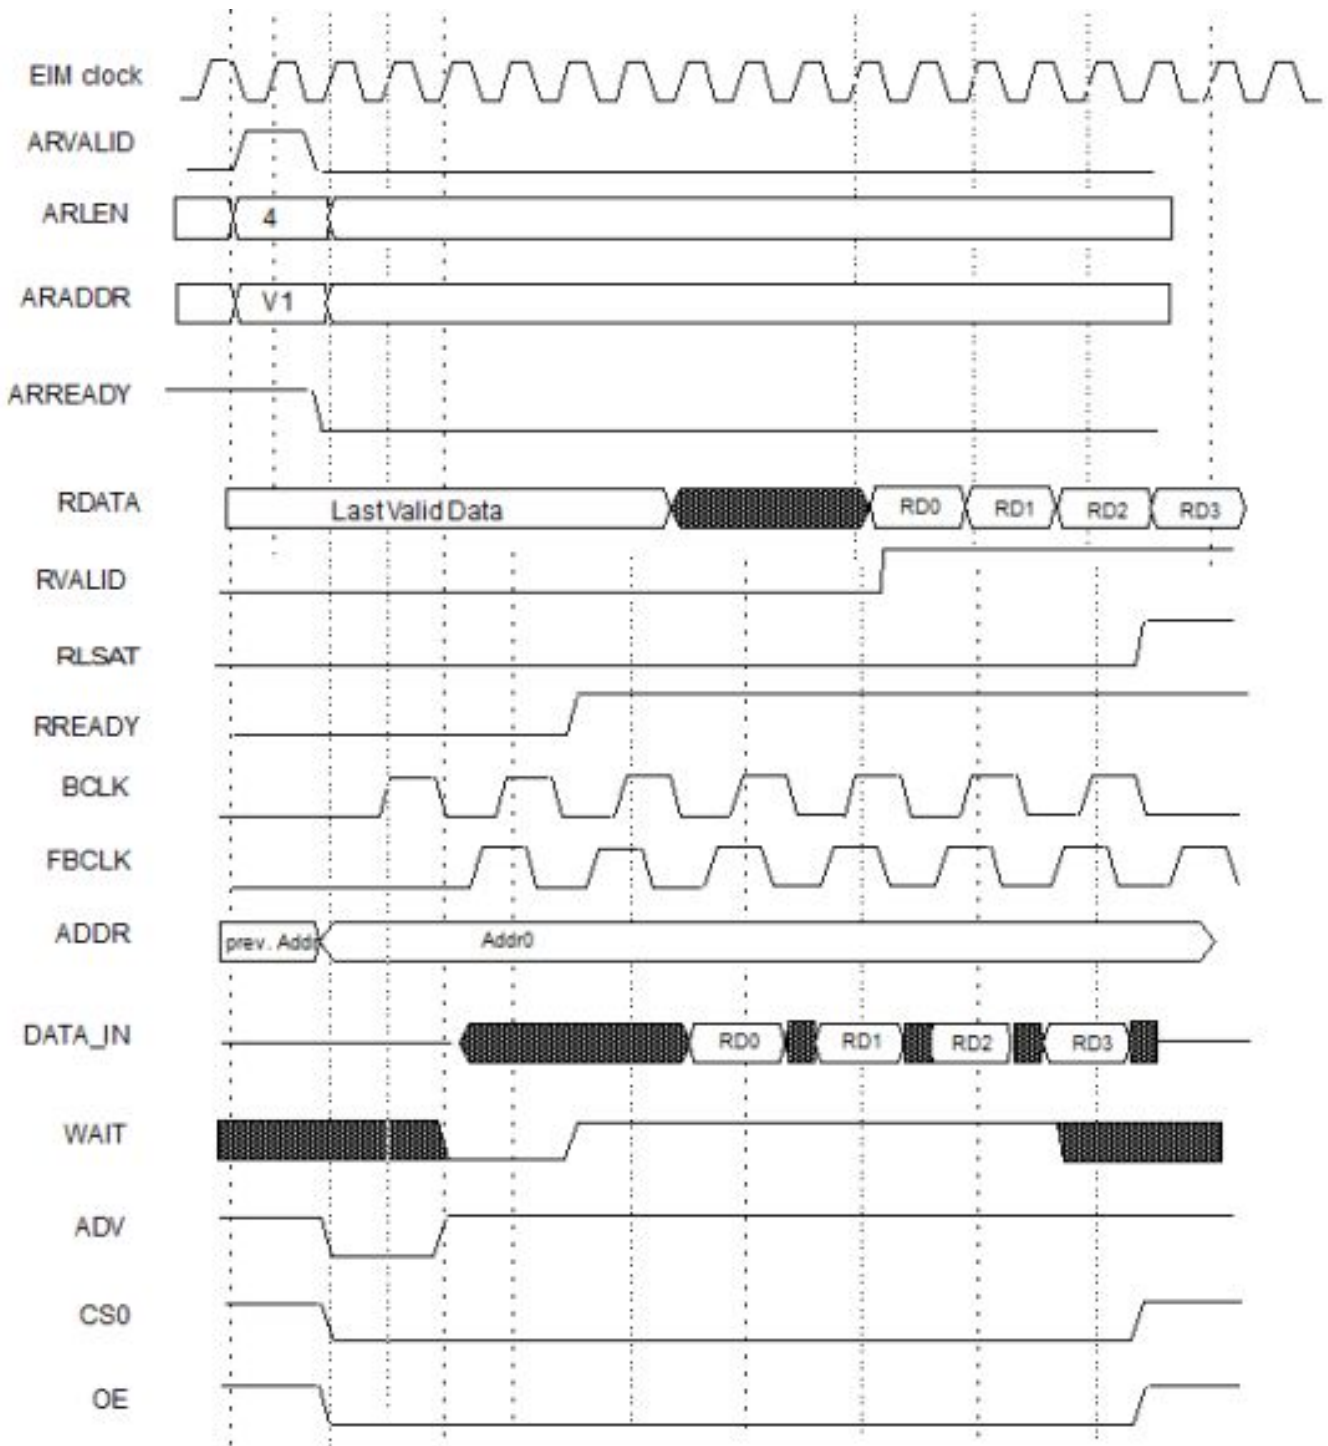 EIM clock
ARVALID
ARLEN 4
ARADDR V1
ARREADY
RDATA Last Valid Data RD0 RD1 RD2 RD3
RVALID
RLSAT
RREADY
BCLK
FBCLK
ADDR prev. Addr Addr0
DATA_IN RD0 RD1 RD2 RD3
WAIT
ADV
CS0
OE